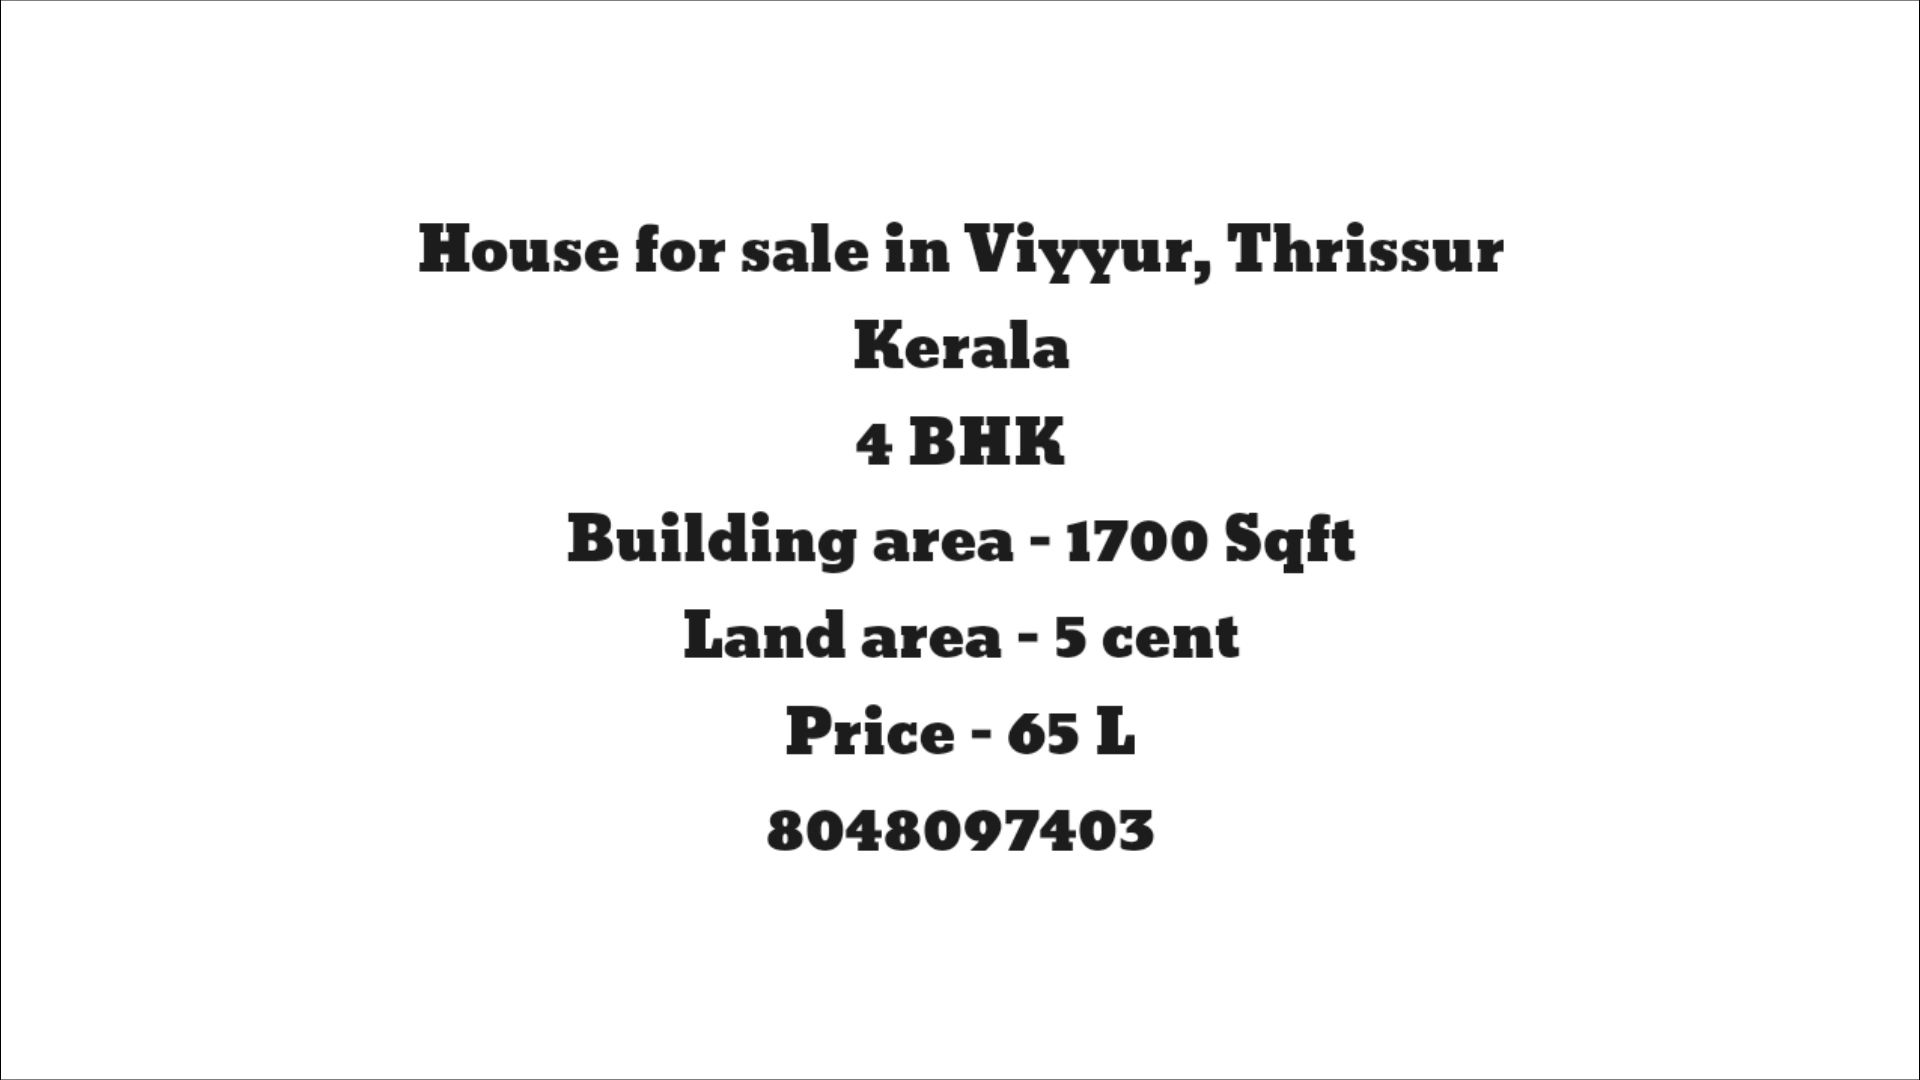 House for sale in Viyyur, Thrissur
Kerala
4 BHK
Building area - 1700 Sqft
Land area - 5 cent
Price - 65 L
8048097403